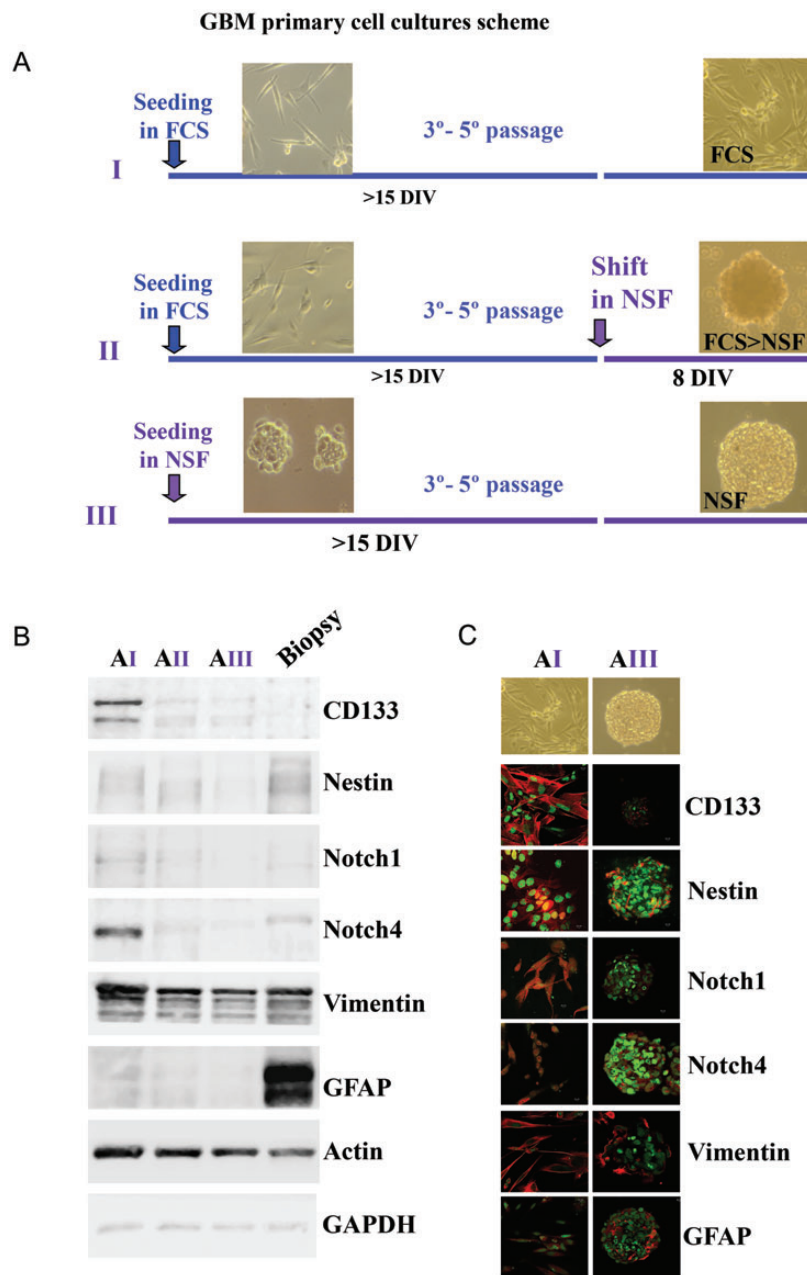 GBM primary cell cultures scheme
A
Seeding
in FCS
3º- 5º passage
FCS
I
>15 DIV
Seeding
in FCS
3º- 5º passage
Shift
in NSF
FCS>NSF
II
>15 DIV
8 DIV
Seeding
in NSF
3º- 5º passage
NSF
III
>15 DIV
B
AI AII AIII Biopsy
CD133
Nestin
Notch1
Notch4
Vimentin
GFAP
Actin
GAPDH
C
AI AIII
CD133
Nestin
Notch1
Notch4
Vimentin
GFAP